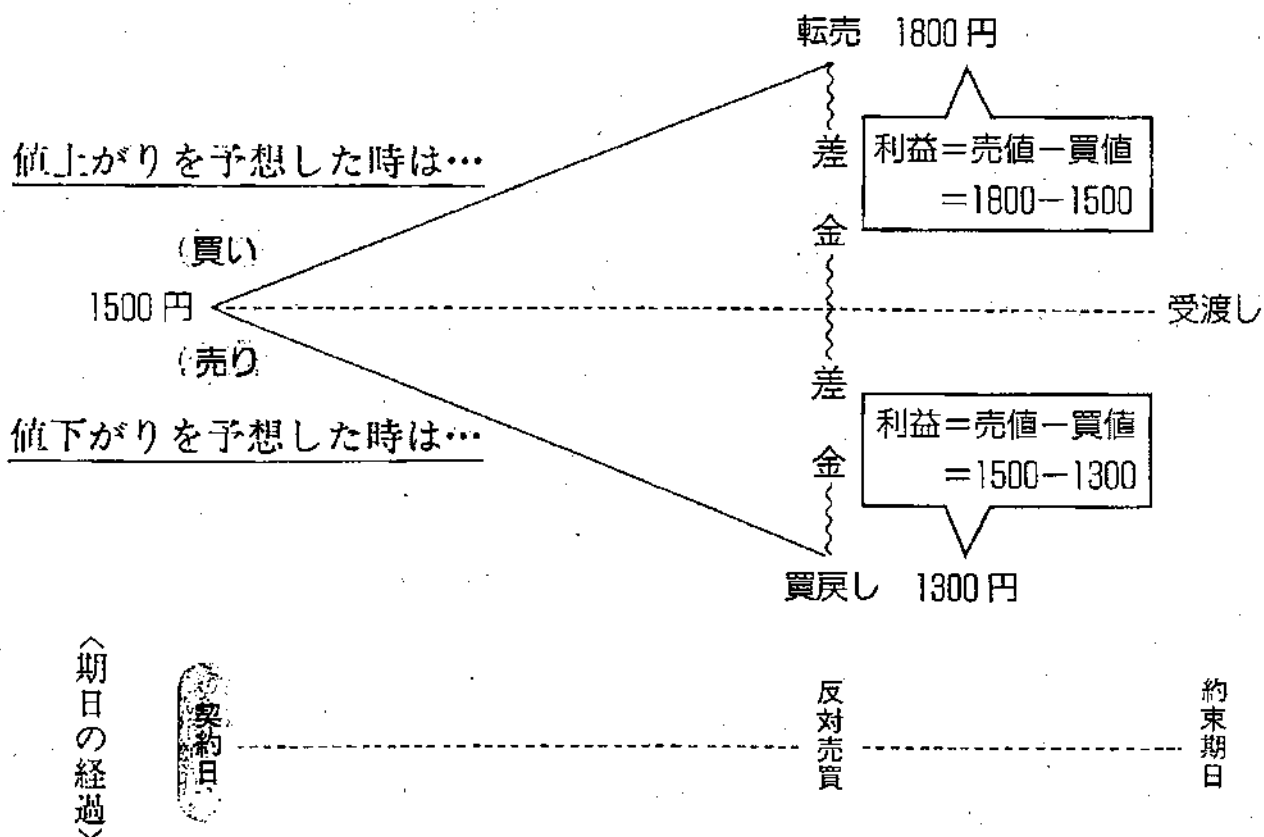 転売 1800円
値上がりを予想した時は…
差
金
利益=売値-買値
=1800-1500
(買い
1500円
受渡し
(売り
値下がりを予想した時は…
差
金
利益=売値-買値
=1500-1300
買戻し 1300円
〈期日の経過〉
契約日
反対売買
約束期日